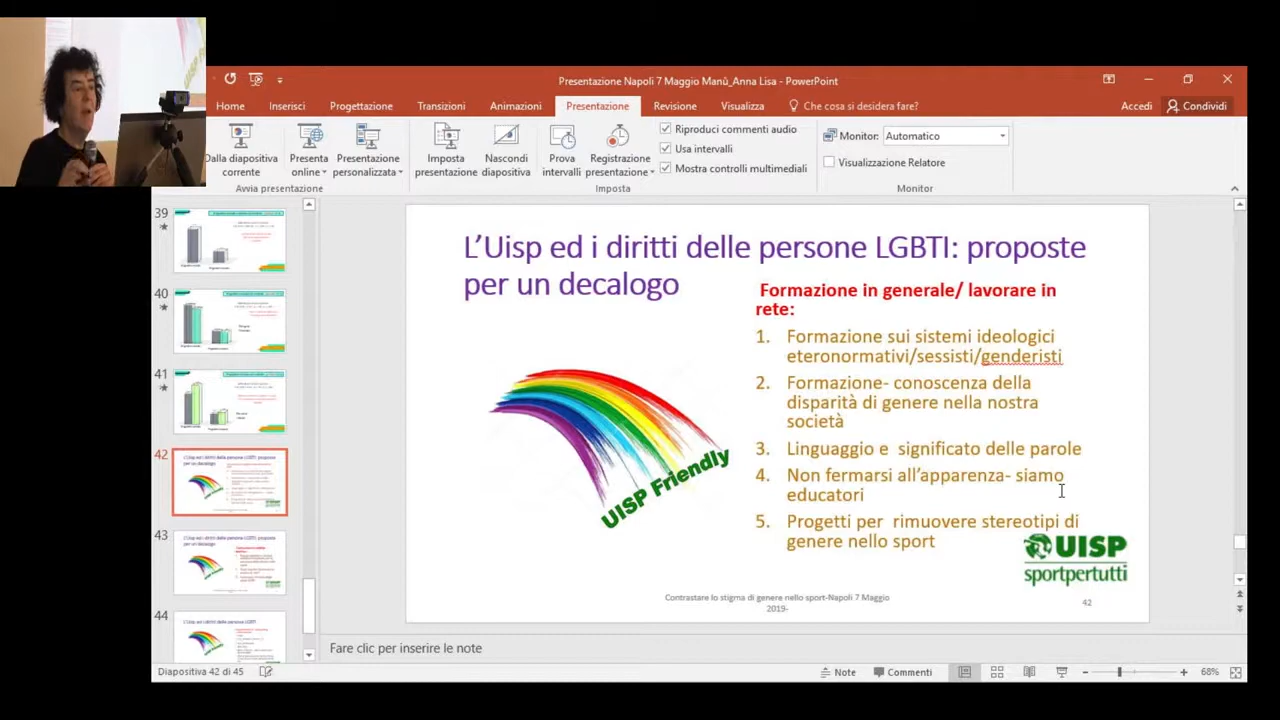 Presentazione Napoli 7 Maggio Manù_Anna Lisa - PowerPoint
Home Inserisci Progettazione Transizioni Animazioni Presentazione Revisione Visualizza Che cosa si desidera fare? Accedi Condividi
Dalla diapositiva corrente
Presenta online
Presentazione personalizzata
Avvia presentazione
Imposta presentazione
Nascondi diapositiva
Prova intervalli
Registrazione presentazione
Riproduci commenti audio
Usa intervalli
Mostra controlli multimediali
Imposta
Monitor: Automatico
Visualizzazione Relatore
Monitor
39
40
41
42
43
44
L'Uisp ed i diritti delle persone LGBTI: proposte
per un decalogo
Formazione in generale/ lavorare in
rete:
1. Formazione sui sistemi ideologici
eteronormativi/sessisti/genderisti
2. Formazione- conoscenza della
disparità di genere nella nostra
società
3. Linguaggio e significato delle parole
4. Non fermarsi all'apparenza- siamo
educatori
5. Progetti per rimuovere stereotipi di
genere nello sport
UISP Friendly
UISP
sportpertutti
Contrastare lo stigma di genere nello sport-Napoli 7 Maggio
2019-
42
Fare clic per inserire le note
Diapositiva 42 di 45 Note Commenti 68%